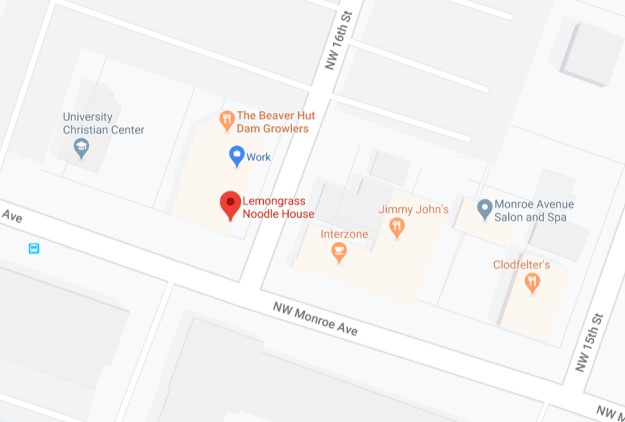 NW 16th St
The Beaver Hut
Dam Growlers
University
Christian Center
Work
Lemongrass
Noodle House
Jimmy John's
Monroe Avenue
Salon and Spa
Ave
Interzone
Clodfelter's
NW Monroe Ave
NW 15th St
NW M